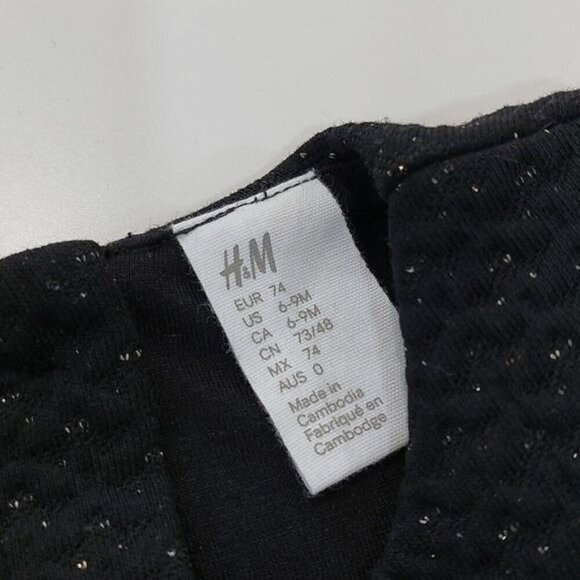 H&M
EUR 74
US 6-9M
CA 6-9M
CN 73/48
MX 74
AUS 0
Made in
Cambodia
Fabriqué en
Cambodge